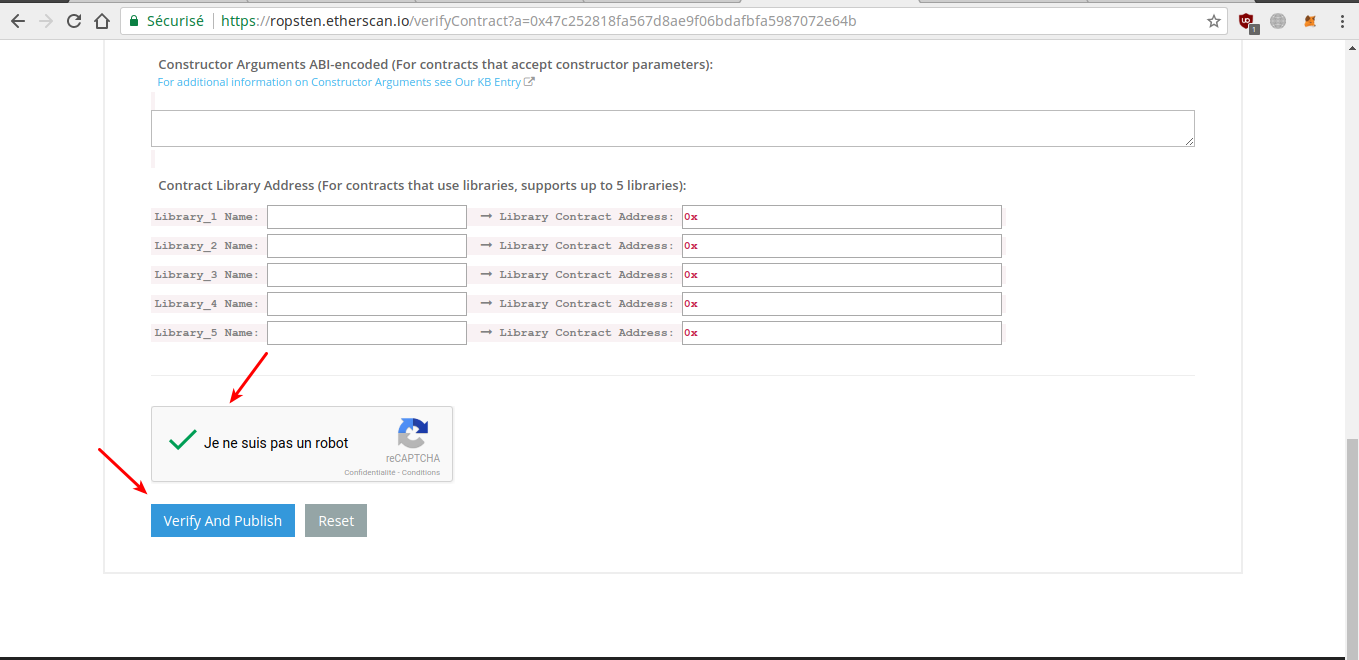 Sécurisé https://ropsten.etherscan.io/verifyContract?a=0x47c252818fa567d8ae9f06bdafbfa5987072e64b
1
Constructor Arguments ABI-encoded (For contracts that accept constructor parameters):
For additional information on Constructor Arguments see Our KB Entry
Contract Library Address (For contracts that use libraries, supports up to 5 libraries):
Library_1 Name: → Library Contract Address: 0x
Library_2 Name: → Library Contract Address: 0x
Library_3 Name: → Library Contract Address: 0x
Library_4 Name: → Library Contract Address: 0x
Library_5 Name: → Library Contract Address: 0x
Je ne suis pas un robot
reCAPTCHA
Confidentialité - Conditions
Verify And Publish Reset